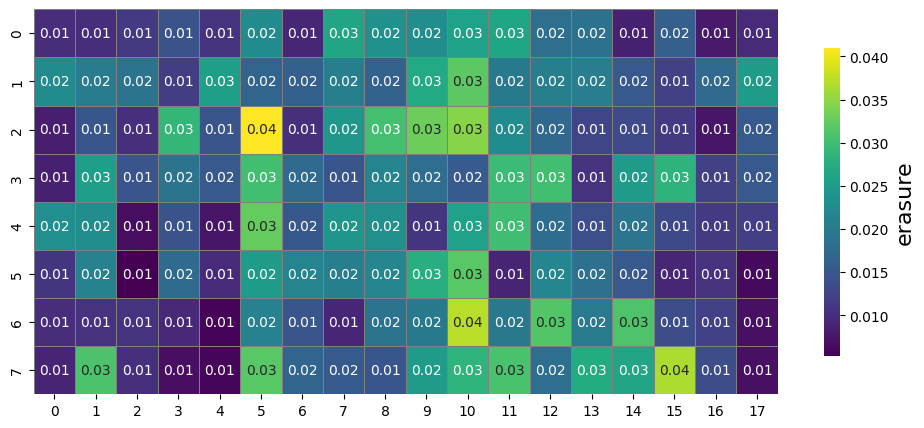 0 0.01 0.01 0.01 0.01 0.01 0.02 0.01 0.03 0.02 0.02 0.03 0.03 0.02 0.02 0.01 0.02 0.01 0.01
1 0.02 0.02 0.02 0.01 0.03 0.02 0.02 0.02 0.02 0.03 0.03 0.02 0.02 0.02 0.02 0.01 0.02 0.02
2 0.01 0.01 0.01 0.03 0.01 0.04 0.01 0.02 0.03 0.03 0.03 0.02 0.02 0.01 0.01 0.01 0.01 0.02
3 0.01 0.03 0.01 0.02 0.02 0.03 0.02 0.01 0.02 0.02 0.02 0.03 0.03 0.01 0.02 0.03 0.01 0.02
4 0.02 0.02 0.01 0.01 0.01 0.03 0.02 0.02 0.02 0.01 0.03 0.03 0.02 0.01 0.02 0.01 0.01 0.01
5 0.01 0.02 0.01 0.02 0.01 0.02 0.02 0.02 0.02 0.03 0.03 0.01 0.02 0.02 0.02 0.01 0.01 0.01
6 0.01 0.01 0.01 0.01 0.01 0.02 0.01 0.01 0.02 0.02 0.04 0.02 0.03 0.02 0.03 0.01 0.01 0.01
7 0.01 0.03 0.01 0.01 0.01 0.03 0.02 0.02 0.01 0.02 0.03 0.03 0.02 0.03 0.03 0.04 0.01 0.01
0 1 2 3 4 5 6 7 8 9 10 11 12 13 14 15 16 17
0.040
0.035
0.030
0.025
0.020
0.015
0.010
erasure